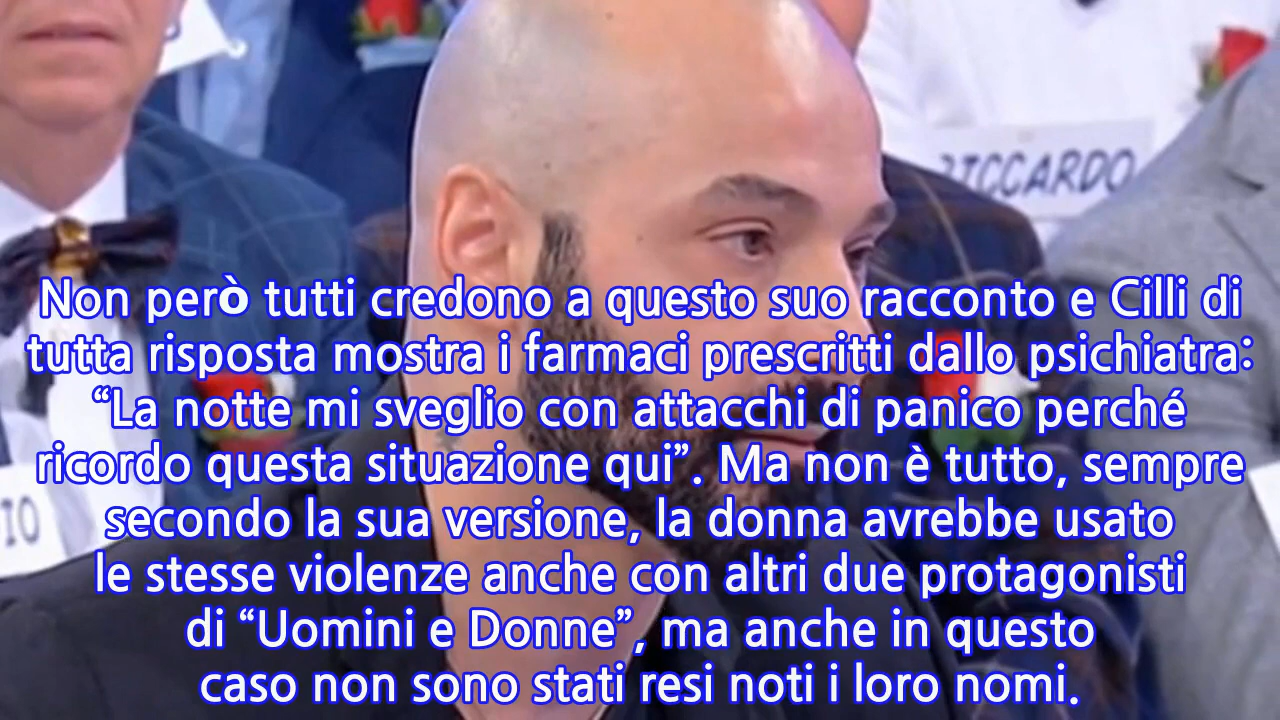 RICCARDO
Non però tutti credono a questo suo racconto e Cilli di
tutta risposta mostra i farmaci prescritti dallo psichiatra:
“La notte mi sveglio con attacchi di panico perché
ricordo questa situazione qui”. Ma non è tutto, sempre
secondo la sua versione, la donna avrebbe usato
le stesse violenze anche con altri due protagonisti
di “Uomini e Donne”, ma anche in questo
caso non sono stati resi noti i loro nomi.